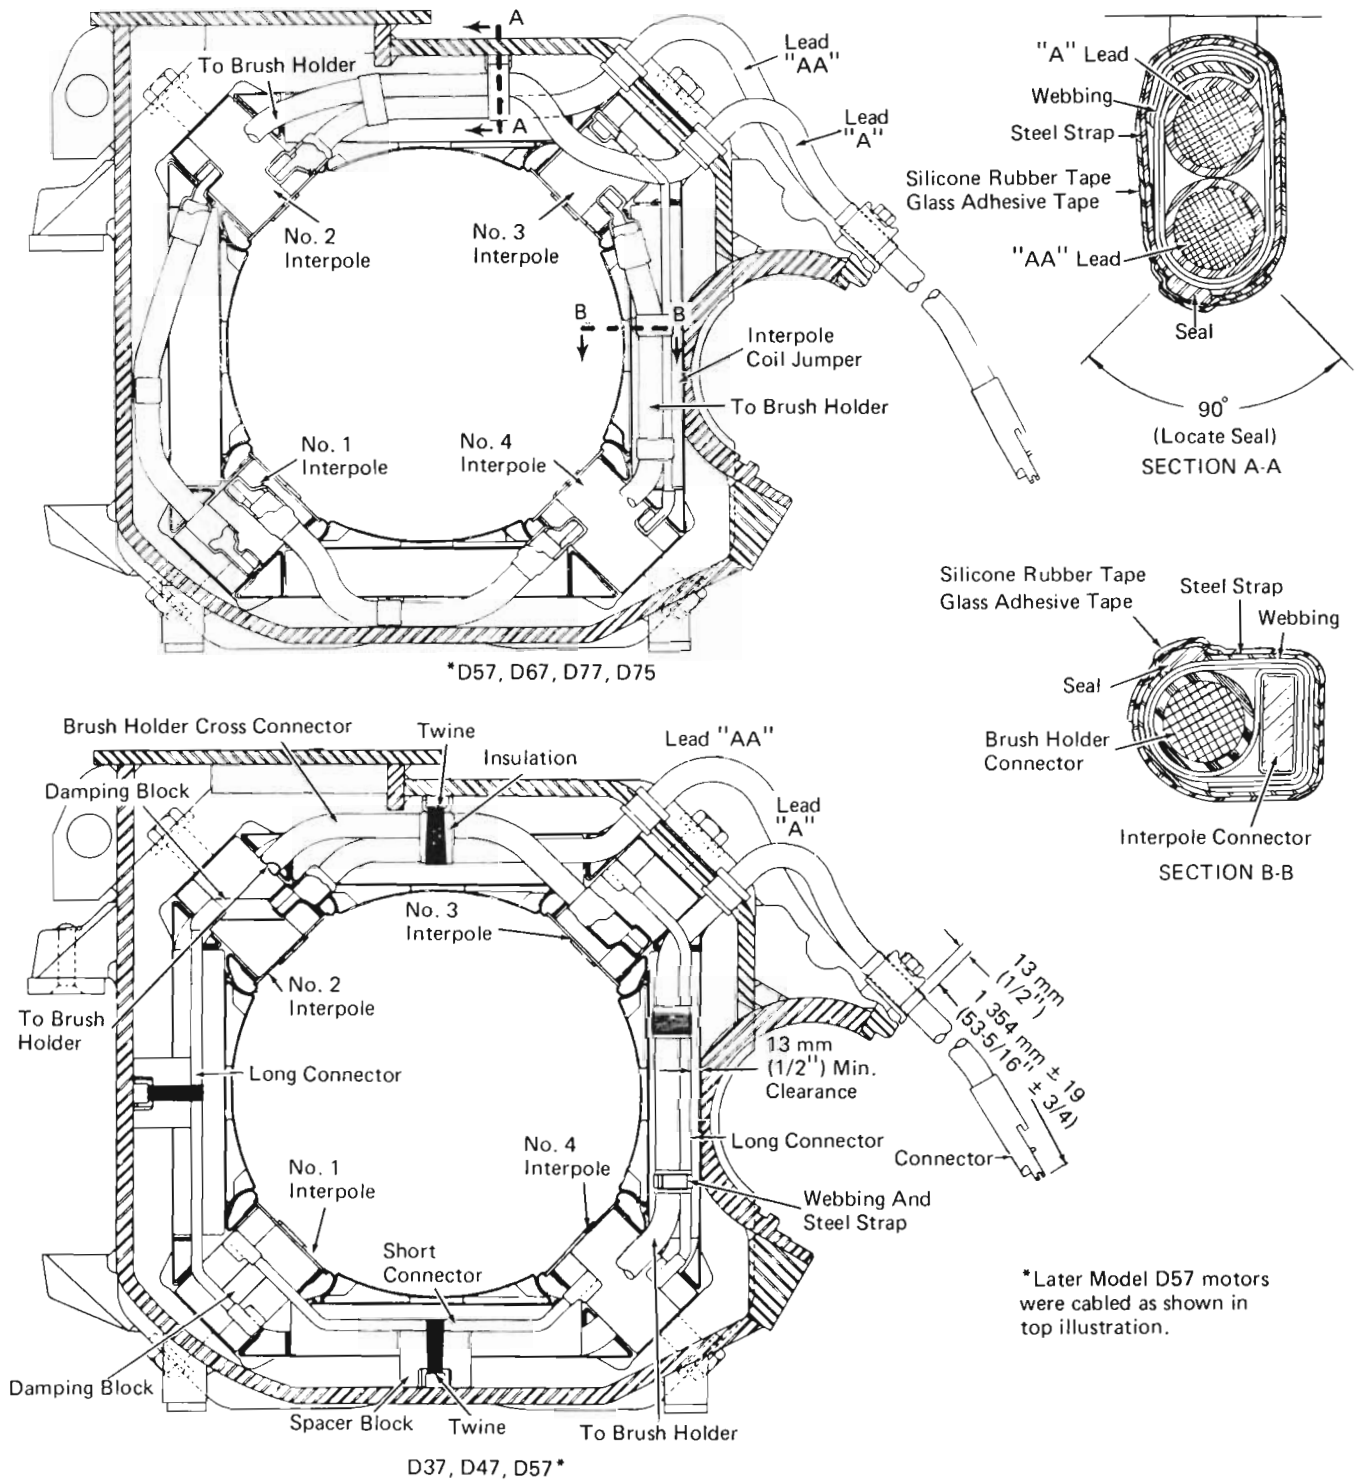 A
A
To Brush Holder
Lead
"AA"
Lead
"A"
No. 2
Interpole
No. 3
Interpole
B
B
Interpole
Coil Jumper
To Brush Holder
No. 1
Interpole
No. 4
Interpole
*D57, D67, D77, D75
"A" Lead
Webbing
Steel Strap
Silicone Rubber Tape
Glass Adhesive Tape
"AA" Lead
Seal
90°
(Locate Seal)
SECTION A-A
Silicone Rubber Tape
Glass Adhesive Tape
Steel Strap
Webbing
Seal
Brush Holder
Connector
Interpole Connector
SECTION B-B
Brush Holder Cross Connector
Twine
Insulation
Lead "AA"
Damping Block
Lead
"A"
No. 3
Interpole
No. 2
Interpole
To Brush
Holder
13 mm
(1/2")
1 354 mm ± 19
(53-5/16" ± 3/4)
13 mm
(1/2") Min.
Clearance
Long Connector
Long Connector
Connector
No. 4
Interpole
No. 1
Interpole
Webbing And
Steel Strap
Short
Connector
Damping Block
Spacer Block
Twine
To Brush Holder
D37, D47, D57*
*Later Model D57 motors
were cabled as shown in
top illustration.